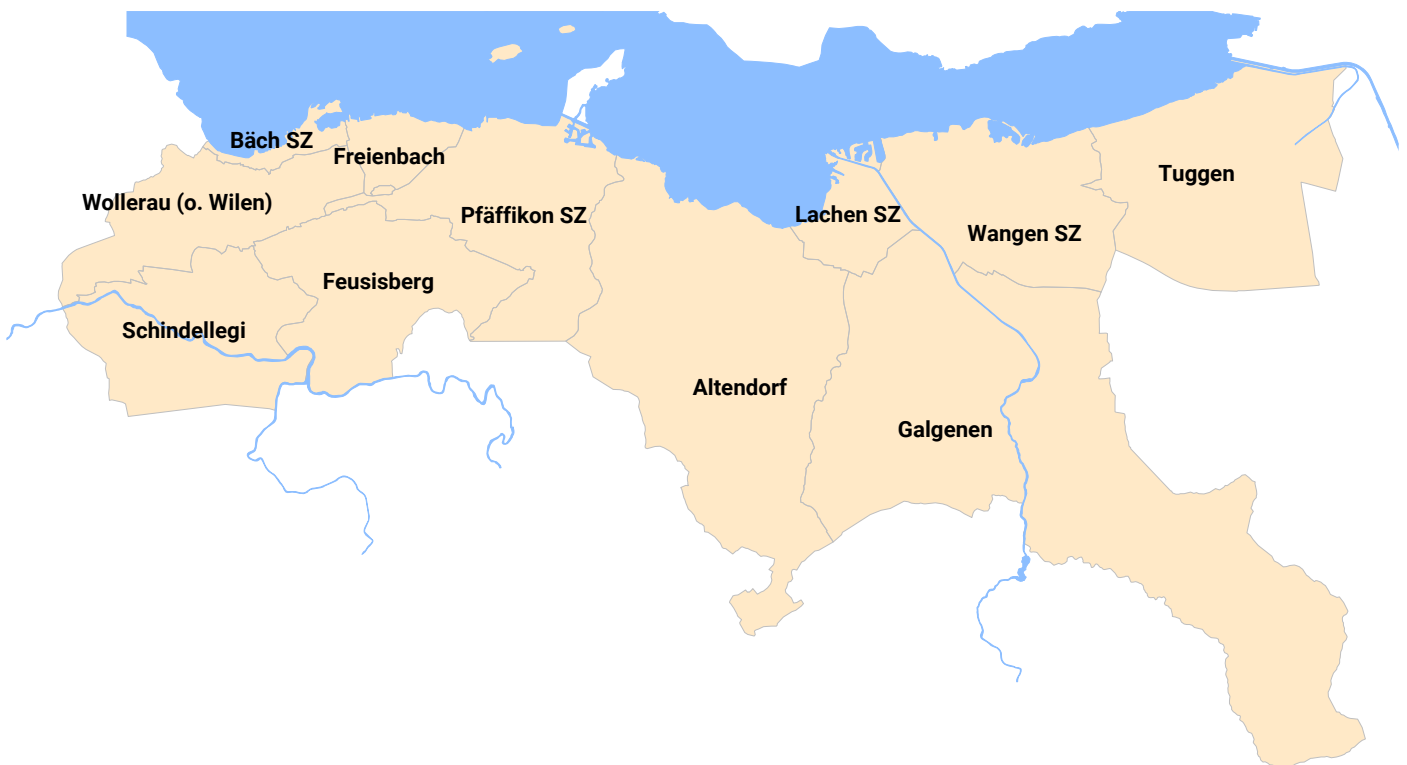 Bäch SZ
Freienbach
Tuggen
Wollerau (o. Wilen)
Pfäffikon SZ
Lachen SZ
Wangen SZ
Feusisberg
Schindellegi
Altendorf
Galgenen